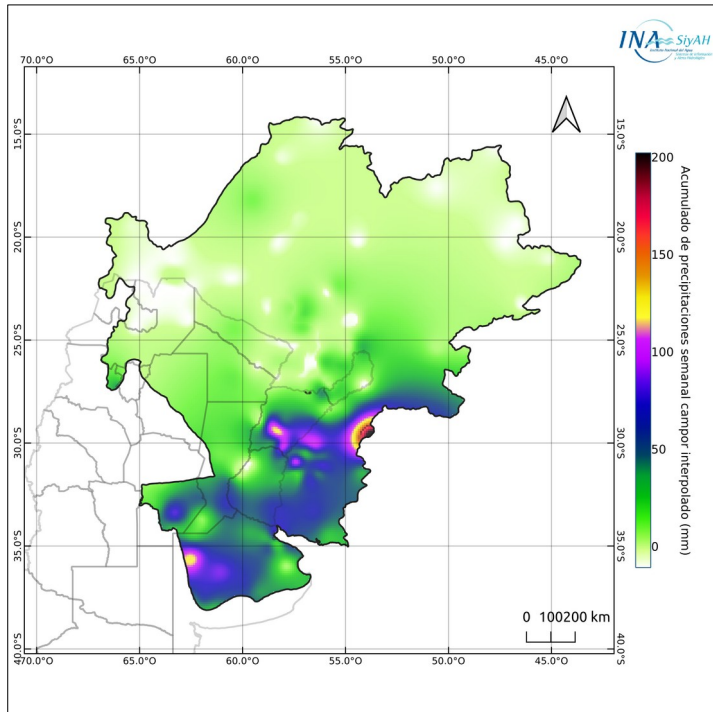 INA SiyAH
70.0°O 65.0°O 60.0°O 55.0°O 50.0°O 45.0°O
15.0°S 15.0°S
20.0°S 20.0°S
25.0°S 25.0°S
30.0°S 30.0°S
35.0°S 35.0°S
40.0°S 40.0°S
200
150
100
50
0
Acumulado de precipitaciones semanal campor interpolado (mm)
0 100200 km
70.0°O 65.0°O 60.0°O 55.0°O 50.0°O 45.0°O